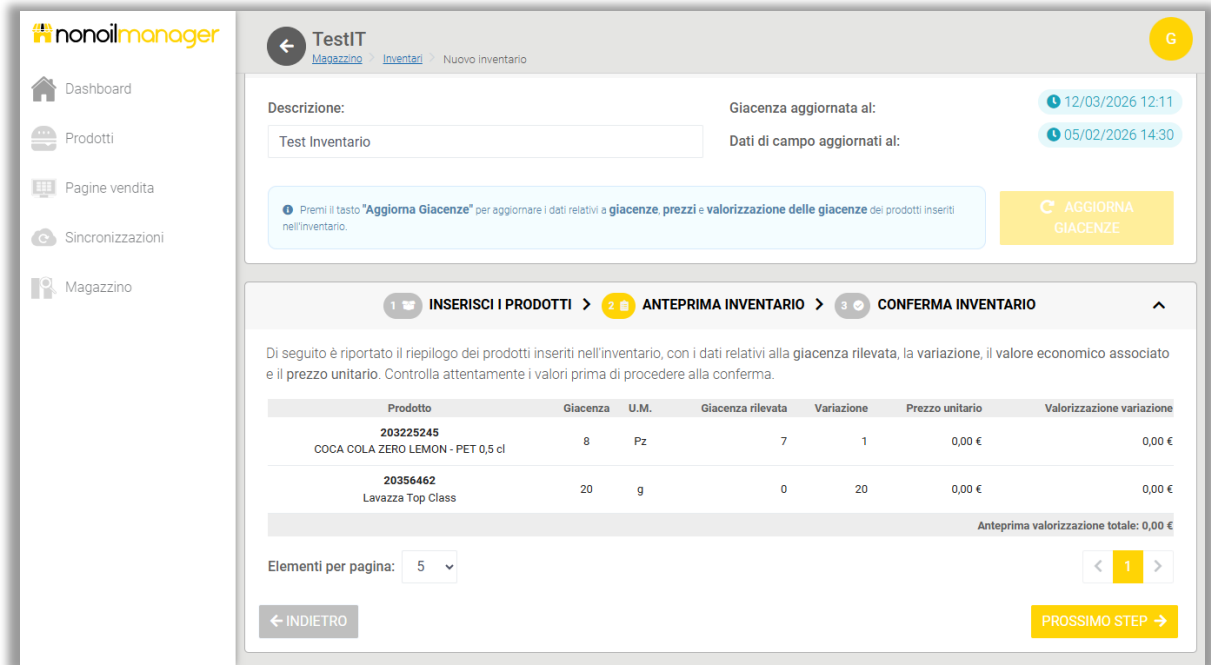 nonoilmanager
TestIT
G
Magazzino > Inventari > Nuovo inventario
Dashboard
Prodotti
Pagine vendita
Sincronizzazioni
Magazzino
Descrizione:
Test Inventario
Giacenza aggiornata al:
12/03/2026 12:11
Dati di campo aggiornati al:
05/02/2026 14:30
Premi il tasto "Aggiorna Giacenze" per aggiornare i dati relativi a giacenze, prezzi e valorizzazione delle giacenze dei prodotti inseriti
nell'inventario.
AGGIORNA
GIACENZE
1 INSERISCI I PRODOTTI > 2 ANTEPRIMA INVENTARIO > 3 CONFERMA INVENTARIO
Di seguito è riportato il riepilogo dei prodotti inseriti nell'inventario, con i dati relativi alla giacenza rilevata, la variazione, il valore economico associato
e il prezzo unitario. Controlla attentamente i valori prima di procedere alla conferma.
Prodotto Giacenza U.M. Giacenza rilevata Variazione Prezzo unitario Valorizzazione variazione
203225245
COCA COLA ZERO LEMON - PET 0,5 cl 8 Pz 7 1 0,00 € 0,00 €
20356462
Lavazza Top Class 20 g 0 20 0,00 € 0,00 €
Anteprima valorizzazione totale: 0,00 €
Elementi per pagina: 5
< 1 >
INDIETRO
PROSSIMO STEP